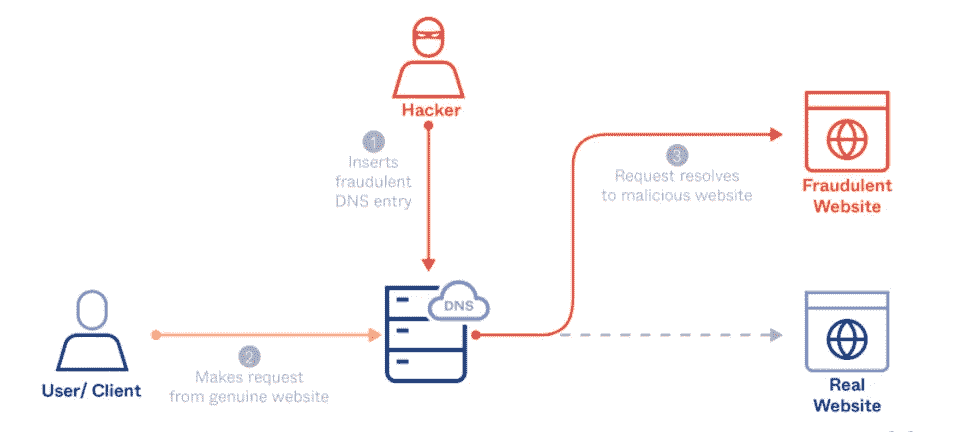 Hacker
1
Inserts
fraudulent
DNS entry
3
Request resolves
to malicious website
Fraudulent
Website
DNS
User/ Client
2
Makes request
from genuine website
Real
Website